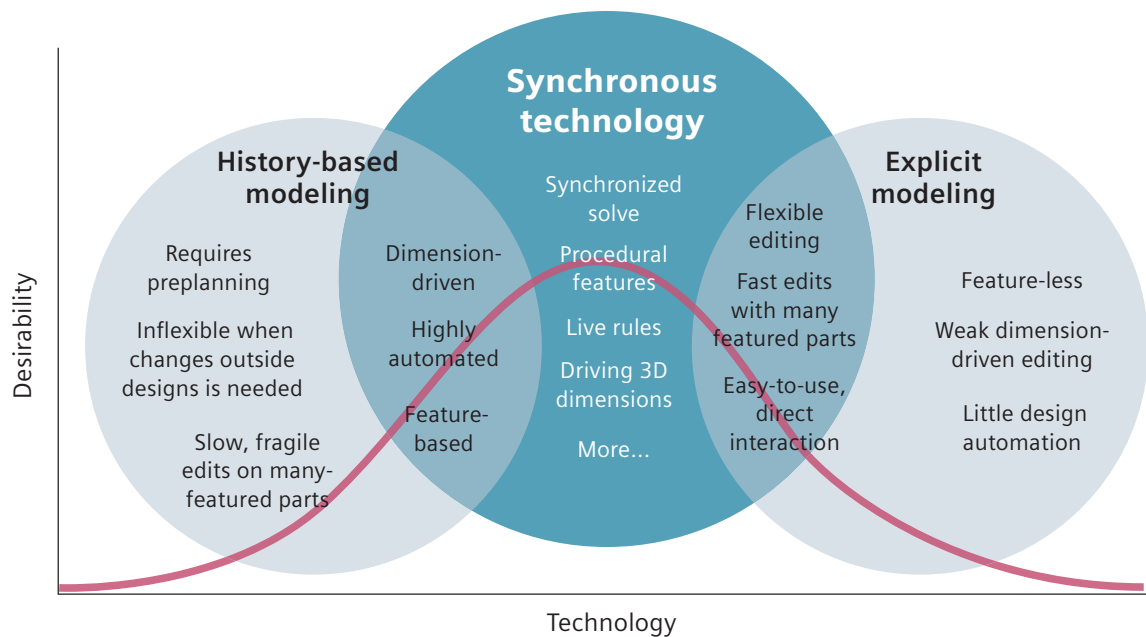 Synchronous
technology
History-based
modeling
Explicit
modeling
Synchronized
solve
Procedural
features
Live rules
Driving 3D
dimensions
More...
Requires
preplanning
Inflexible when
changes outside
designs is needed
Slow, fragile
edits on many-
featured parts
Dimension-
driven
Highly
automated
Feature-
based
Flexible
editing
Fast edits
with many
featured parts
Easy-to-use,
direct
interaction
Feature-less
Weak dimension-
driven editing
Little design
automation
Desirability
Technology